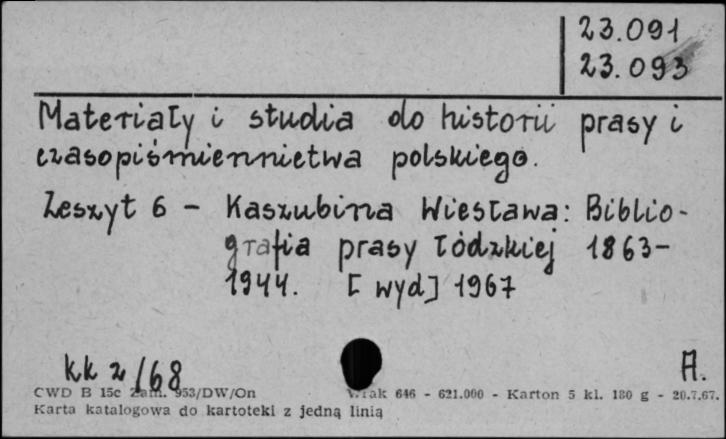 23.091
23.093
Materiały i studia do historii prasy i
czasopiśmiennictwa polskiego.
Zeszyt 6 - Kaszubina Wiesława: Biblio-
grafia prasy łódzkiej 1863-
1944. [wyd] 1967
kk z/68
A.
CWD B 15c Zam. 953/DW/On
646 - 621.000 - Karton 5 kl. 180 g - 20.7.67.
Karta katalogowa do kartoteki z jedną linią